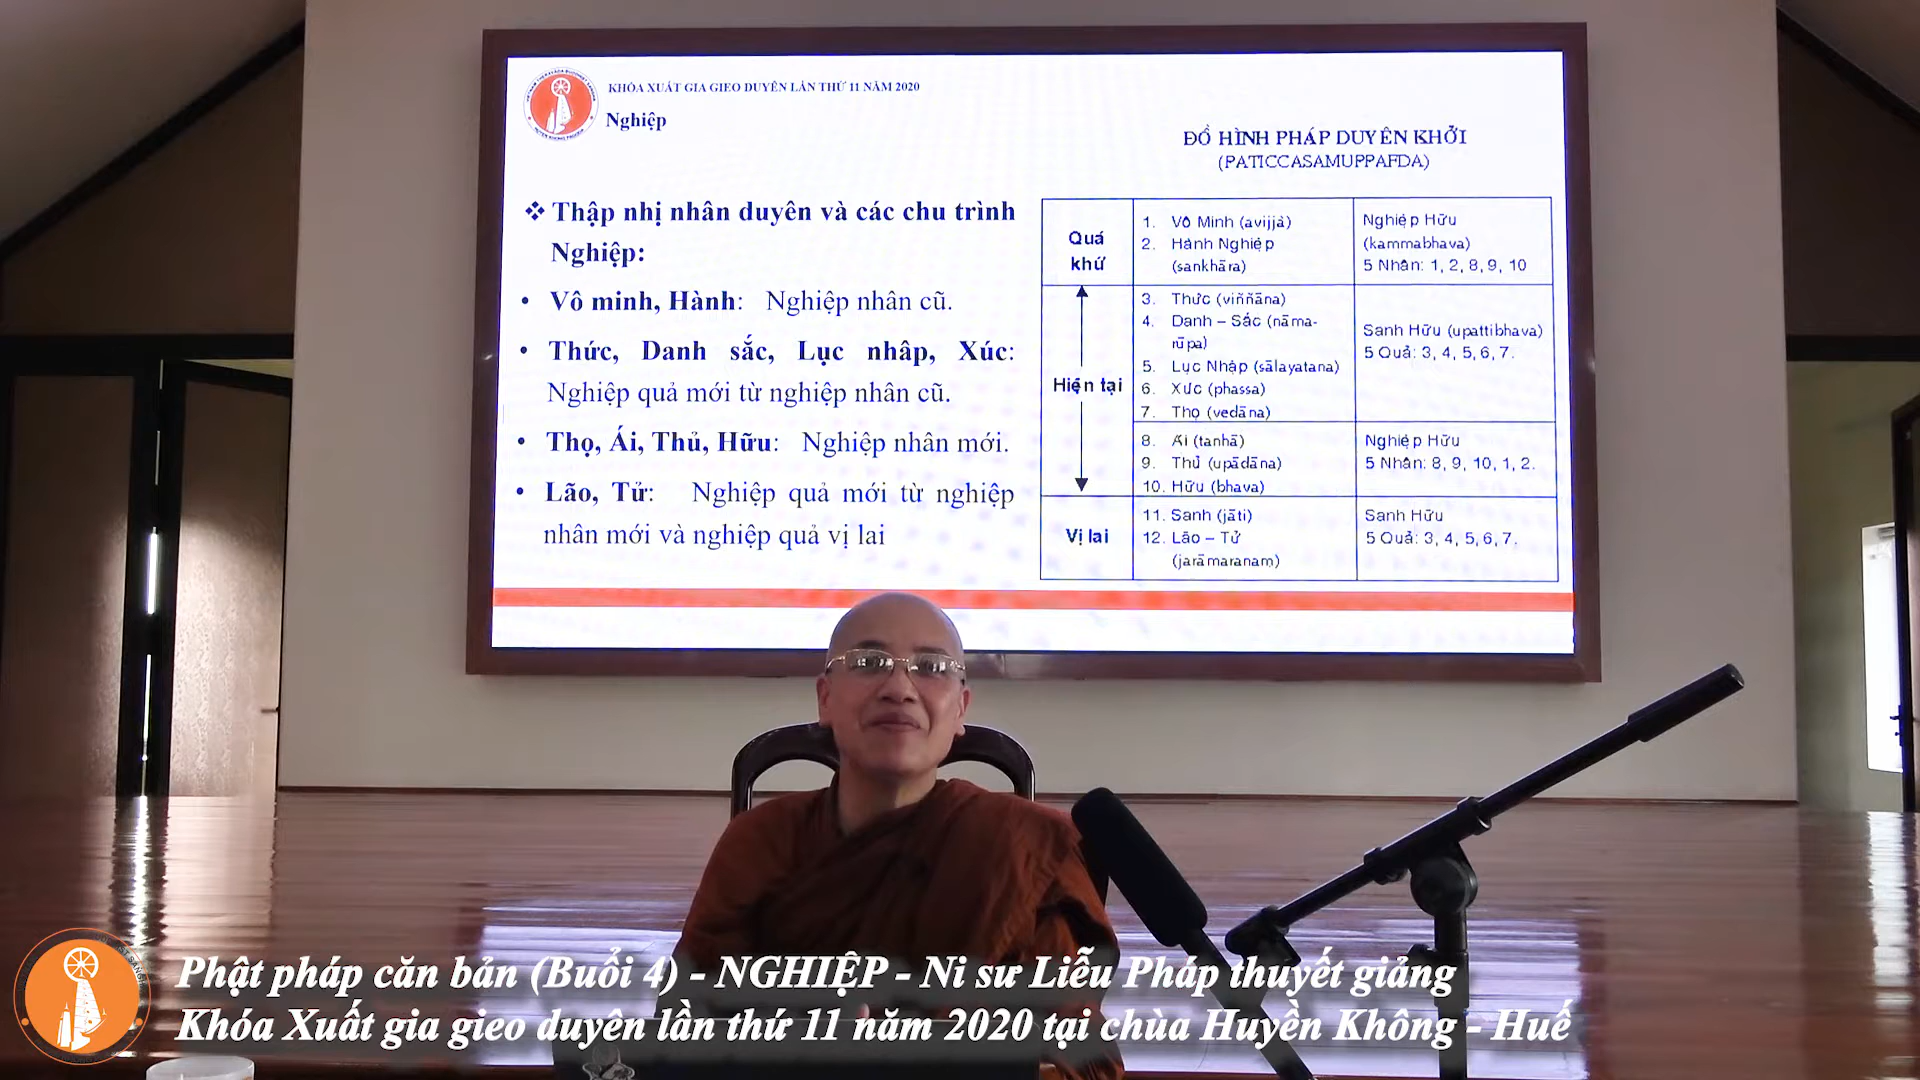 KHÓA XUẤT GIA GIEO DUYÊN LẦN THỨ 11 NĂM 2020
Nghiệp
❖ Thập nhị nhân duyên và các chu trình
Nghiệp:
• Vô minh, Hành: Nghiệp nhân cũ.
• Thức, Danh sắc, Lục nhâp, Xúc:
Nghiệp quả mới từ nghiệp nhân cũ.
• Thọ, Ái, Thủ, Hữu: Nghiệp nhân mới.
• Lão, Tử: Nghiệp quả mới từ nghiệp
nhân mới và nghiệp quả vị lai
ĐỒ HÌNH PHÁP DUYÊN KHỞI
(PATICCASAMUPPAFDA)
Quá
khứ
1. Vô Minh (avijjà)
2. Hành Nghiệp
(sankhāra)
Nghiệp Hữu
(kammabhava)
5 Nhân: 1, 2, 8, 9, 10
Hiện tại
3. Thức (viññāna)
4. Danh – Sắc (nāma-
rūpa)
5. Lục Nhập (sālayatana)
6. Xúc (phassa)
7. Thọ (vedāna)
Sanh Hữu (upattibhava)
5 Quả: 3, 4, 5, 6, 7.
8. Ái (tanhā)
9. Thủ (upādāna)
10. Hữu (bhava)
Nghiệp Hữu
5 Nhân: 8, 9, 10, 1, 2.
Vị lai
11. Sanh (jāti)
12. Lão – Tử
(jarāmaranaṃ)
Sanh Hữu
5 Quả: 3, 4, 5, 6, 7.
Phật pháp căn bản (Buổi 4) - NGHIỆP - Ni sư Liễu Pháp thuyết giảng
Khóa Xuất gia gieo duyên lần thứ 11 năm 2020 tại chùa Huyền Không - Huế